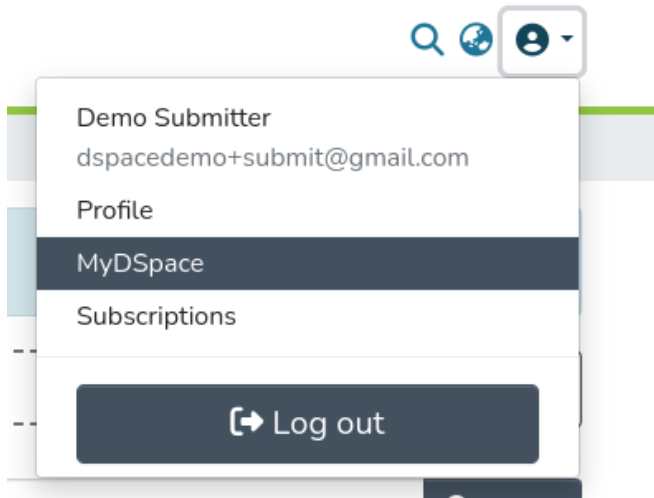 Demo Submitter
dspacedemo+submit@gmail.com
Profile
MyDSpace
Subscriptions
Log out